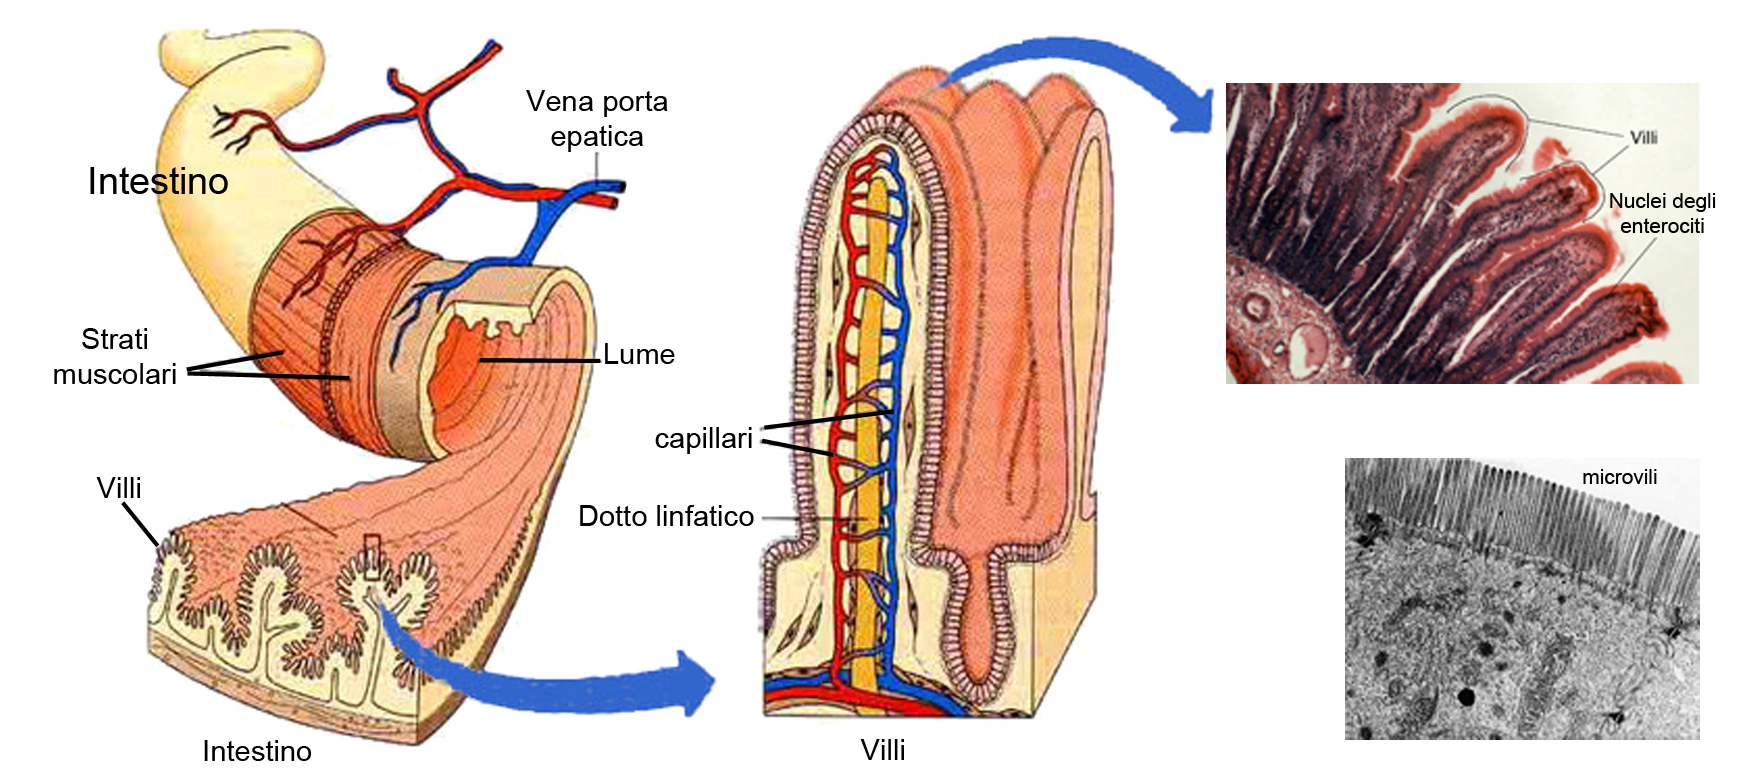 Vena porta
epatica
Intestino
Strati
muscolari
Lume
Villi
Intestino
capillari
Dotto linfatico
Villi
Villi
Nuclei degli
enterociti
microvili